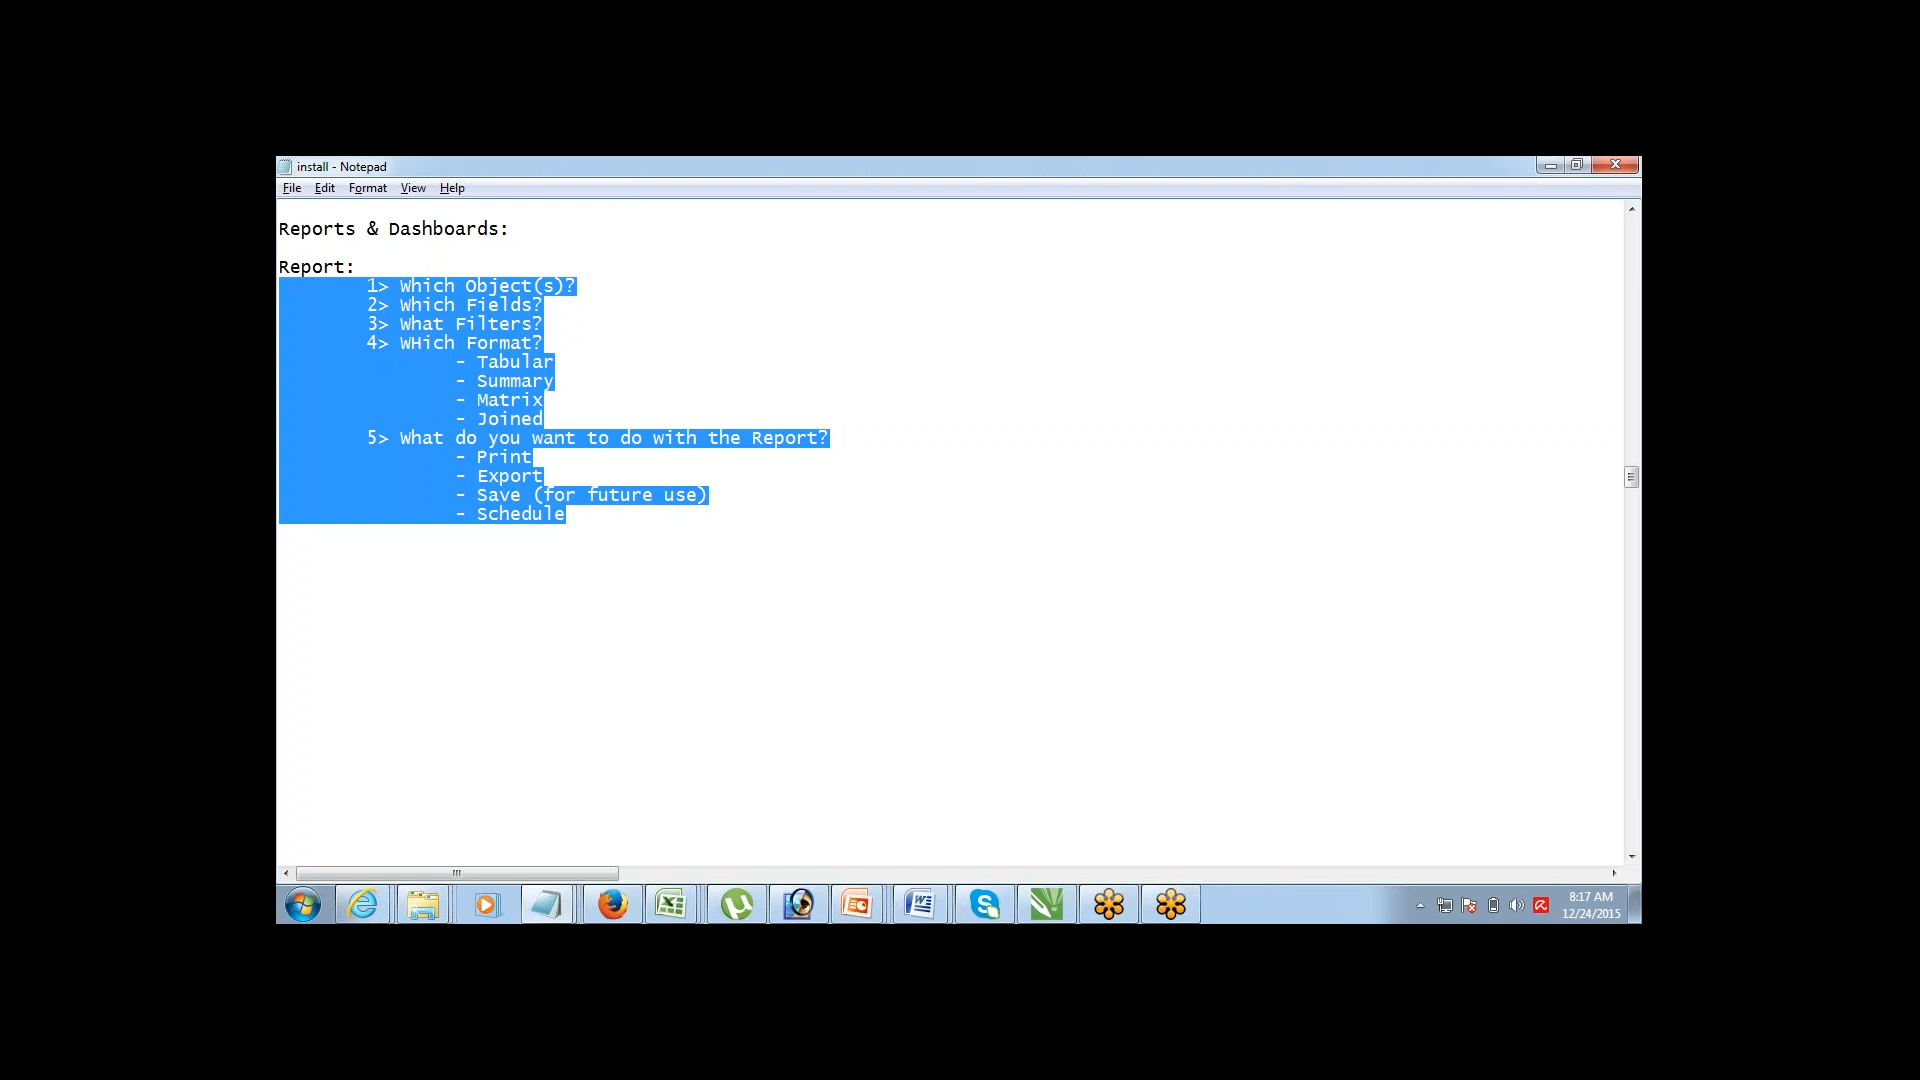 install - Notepad
File Edit Format View Help
Reports & Dashboards:
Report:
1> Which Object(s)?
2> Which Fields?
3> What Filters?
4> WHich Format?
- Tabular
- Summary
- Matrix
- Joined
5> What do you want to do with the Report?
- Print
- Export
- Save (for future use)
- Schedule
8:17 AM
12/24/2015